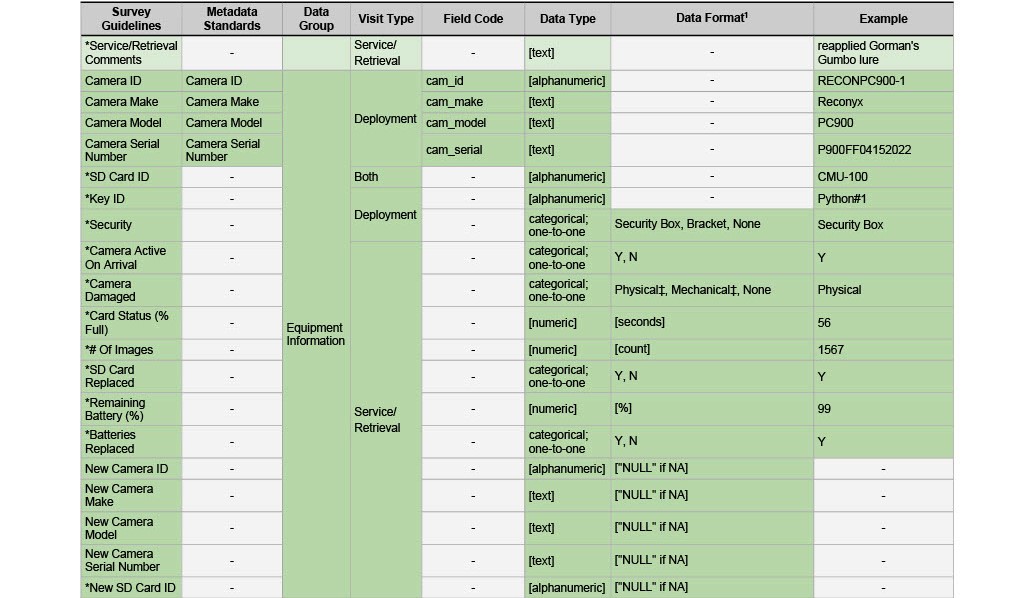 Survey Guidelines | Metadata Standards | Data Group | Visit Type | Field Code | Data Type | Data Format¹ | Example
*Service/Retrieval Comments | - | | Service/ Retrieval | - | [text] | - | reapplied Gorman's Gumbo lure
Camera ID | Camera ID | Equipment Information | Deployment | cam_id | [alphanumeric] | - | RECONPC900-1
Camera Make | Camera Make | cam_make | [text] | - | Reconyx
Camera Model | Camera Model | cam_model | [text] | - | PC900
Camera Serial Number | Camera Serial Number | cam_serial | [text] | - | P900FF04152022
*SD Card ID | - | Both | - | [alphanumeric] | - | CMU-100
*Key ID | - | Deployment | - | [alphanumeric] | - | Python#1
*Security | - | - | categorical; one-to-one | Security Box, Bracket, None | Security Box
*Camera Active On Arrival | - | Service/ Retrieval | - | categorical; one-to-one | Y, N | Y
*Camera Damaged | - | - | categorical; one-to-one | Physical‡, Mechanical‡, None | Physical
*Card Status (% Full) | - | - | [numeric] | [seconds] | 56
*# Of Images | - | - | [numeric] | [count] | 1567
*SD Card Replaced | - | - | categorical; one-to-one | Y, N | Y
*Remaining Battery (%) | - | - | [numeric] | [%] | 99
*Batteries Replaced | - | - | categorical; one-to-one | Y, N | Y
New Camera ID | - | - | [alphanumeric] | ["NULL" if NA] | -
New Camera Make | - | - | [text] | ["NULL" if NA] | -
New Camera Model | - | - | [text] | ["NULL" if NA] | -
New Camera Serial Number | - | - | [text] | ["NULL" if NA] | -
*New SD Card ID | - | - | [alphanumeric] | ["NULL" if NA] | -